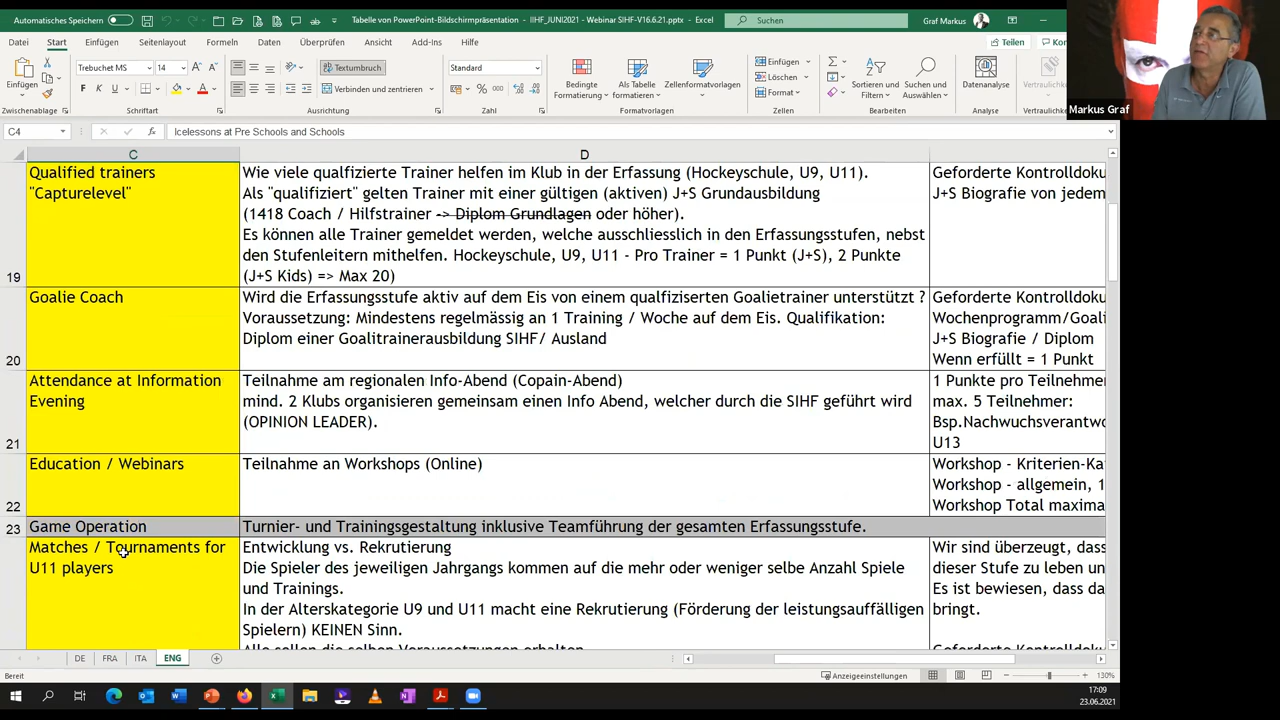 Automatisches Speichern
Tabelle von PowerPoint-Bildschirmpräsentation - IIHF_JUNI2021 - Webinar SIHF-V16.6.21.pptx - Excel
Suchen
Graf Markus
Datei Start Einfügen Seitenlayout Formeln Daten Überprüfen Ansicht Add-Ins Hilfe
Teilen
Einfügen
Trebuchet MS 14
F K U
Textumbruch
Verbinden und zentrieren
Standard
Bedingte Formatierung
Als Tabelle formatieren
Zellenformatvorlagen
Einfügen
Löschen
Format
Sortieren und Filtern
Suchen und Auswählen
Datenanalyse
Zwischenablage Schriftart Ausrichtung Zahl Formatvorlagen Zellen Bearbeiten Analyse
Markus Graf
C4 fx Icelessons at Pre Schools and Schools
C D
Qualified trainers
"Capturelevel"
Wie viele qualfizierte Trainer helfen im Klub in der Erfassung (Hockeyschule, U9, U11).
Als "qualifiziert" gelten Trainer mit einer gültigen (aktiven) J+S Grundausbildung
(1418 Coach / Hilfstrainer -> Diplom Grundlagen oder höher).
Es können alle Trainer gemeldet werden, welche ausschliesslich in den Erfassungsstufen, nebst
den Stufenleitern mithelfen. Hockeyschule, U9, U11 - Pro Trainer = 1 Punkt (J+S), 2 Punkte
(J+S Kids) => Max 20)
Geforderte Kontrolldoku
J+S Biografie von jedem
19
Goalie Coach
Wird die Erfassungsstufe aktiv auf dem Eis von einem qualfiziserten Goalietrainer unterstützt ?
Voraussetzung: Mindestens regelmässig an 1 Training / Woche auf dem Eis. Qualifikation:
Diplom einer Goalitrainerausbildung SIHF/ Ausland
Geforderte Kontrolldoku
Wochenprogramm/Goali
J+S Biografie / Diplom
Wenn erfüllt = 1 Punkt
20
Attendance at Information
Evening
Teilnahme am regionalen Info-Abend (Copain-Abend)
mind. 2 Klubs organisieren gemeinsam einen Info Abend, welcher durch die SIHF geführt wird
(OPINION LEADER).
1 Punkte pro Teilnehmer
max. 5 Teilnehmer:
Bsp.Nachwuchsverantwo
U13
21
Education / Webinars
Teilnahme an Workshops (Online)
Workshop - Kriterien-Ka
Workshop - allgemein, 1
Workshop Total maxima
22
23 Game Operation Turnier- und Trainingsgestaltung inklusive Teamführung der gesamten Erfassungsstufe.
Matches / Tournaments for
U11 players
Entwicklung vs. Rekrutierung
Die Spieler des jeweiligen Jahrgangs kommen auf die mehr oder weniger selbe Anzahl Spiele
und Trainings.
In der Alterskategorie U9 und U11 macht eine Rekrutierung (Förderung der leistungsauffälligen
Spielern) KEINEN Sinn.
Alle sollen die selben Voraussetzungen erhalten
Wir sind überzeugt, dass
dieser Stufe zu leben un
Es ist bewiesen, dass da
bringt.
Geforderte Kontrolldoku
DE FRA ITA ENG
Bereit
Anzeigeeinstellungen
130%
17:09
23.06.2021